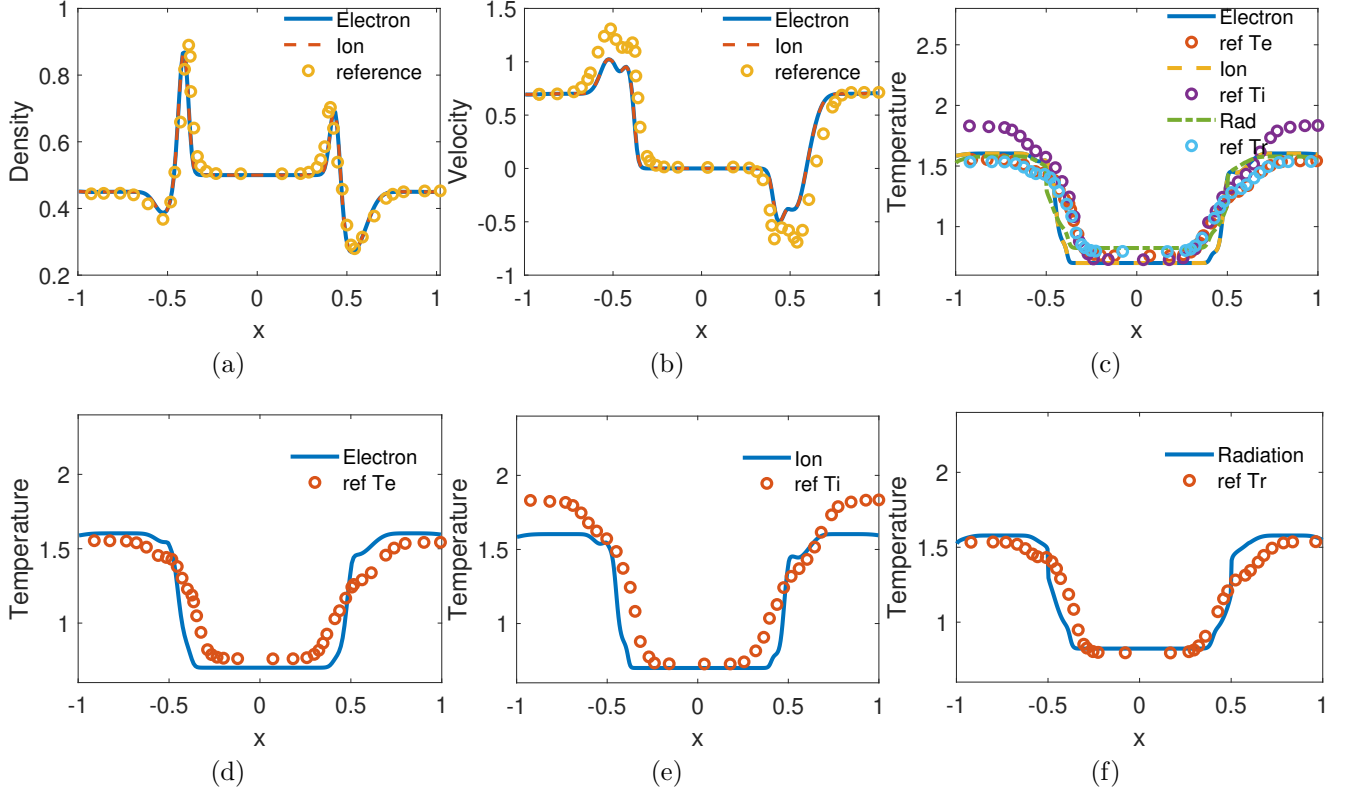 Electron
Ion
reference
Density
1
0.8
0.6
0.4
0.2
-1 -0.5 0 0.5 1
x
(a)
Electron
Ion
reference
Velocity
1.5
1
0.5
0
-0.5
-1
-1 -0.5 0 0.5 1
x
(b)
Electron
ref Te
Ion
ref Ti
Rad
ref Tr
Temperature
2.5
2
1.5
1
-1 -0.5 0 0.5 1
x
(c)
Electron
ref Te
Temperature
2
1.5
1
-1 -0.5 0 0.5 1
x
(d)
Ion
ref Ti
Temperature
2
1.5
1
-1 -0.5 0 0.5 1
x
(e)
Radiation
ref Tr
Temperature
2
1.5
1
-1 -0.5 0 0.5 1
x
(f)